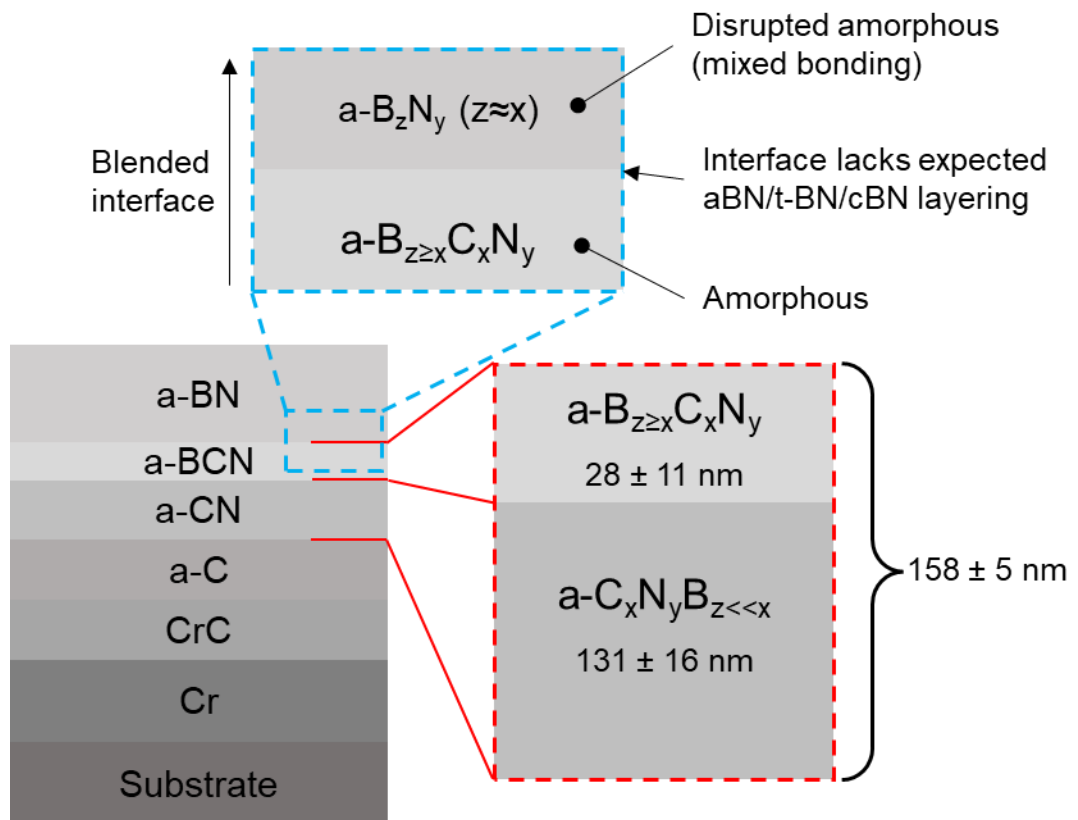 Disrupted amorphous
(mixed bonding)
a-BzNy (z≈x)
Blended
interface
Interface lacks expected
aBN/t-BN/cBN layering
a-Bz≥xCxNy
Amorphous
a-BN
a-BCN
a-CN
a-C
CrC
Cr
Substrate
a-Bz≥xCxNy
28 ± 11 nm
a-CxNyBz<<x
131 ± 16 nm
158 ± 5 nm